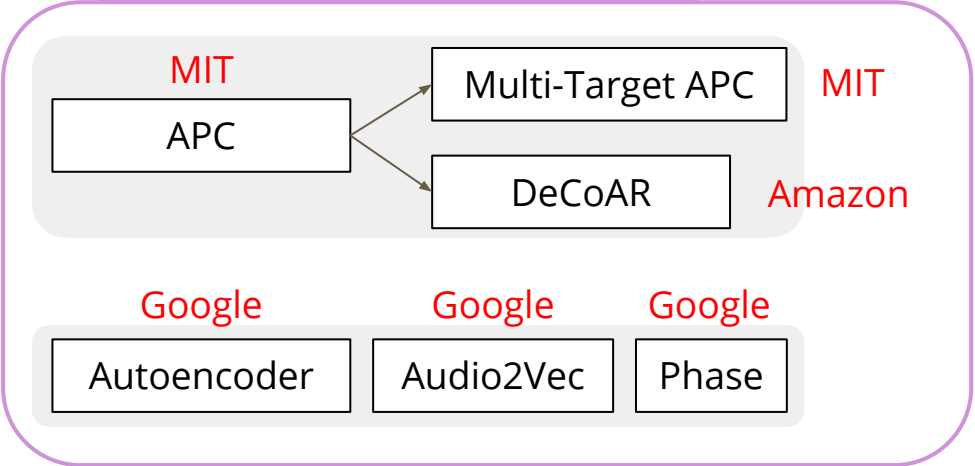 MIT
APC
Multi-Target APC
MIT
DeCoAR
Amazon
Google
Google
Google
Autoencoder
Audio2Vec
Phase